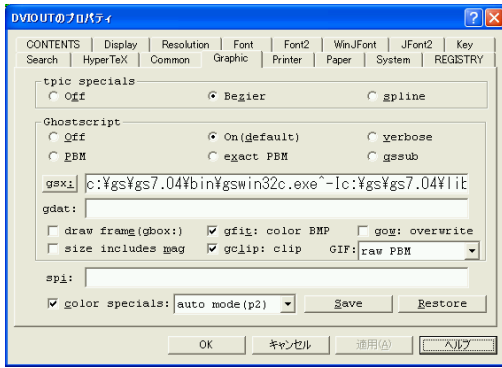 DVIOUTのプロパティ
CONTENTS Display Resolution Font Font2 WinJFont JFont2 Key
Search HyperTeX Common Graphic Printer Paper System REGISTRY
tpic specials
Off Bezier spline
Ghostscript
Off On(default) verbose
PBM exact PBM gssub
gsx: c:¥gs¥gs7.04¥bin¥gswin32c.exe^-Ic:¥gs¥gs7.04¥lib
gdat:
draw frame(gbox:) gfit: color BMP gow: overwrite
size includes mag gclip: clip GIF: raw PBM
spi:
color specials: auto mode(p2) Save Restore
OK キャンセル 適用(A) ヘルプ